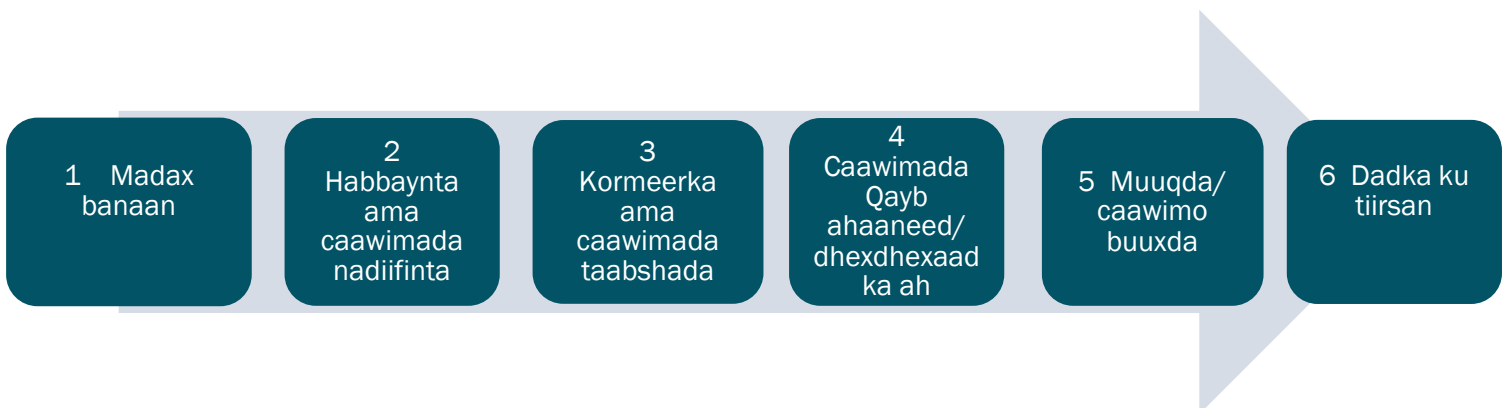 1 Madax
banaan
2
Habbaynta
ama
caawimada
nadiifinta
3
Kormeerka
ama
caawimada
taabshada
4
Caawimada
Qayb
ahaaneed/
dhexdhexaad
ka ah
5 Muuqda/
caawimo
buuxda
6 Dadka ku
tiirsan